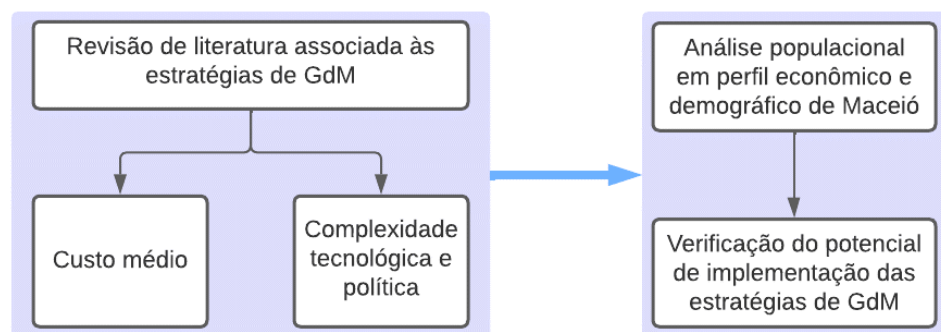 Revisão de literatura associada às
estratégias de GdM
Custo médio
Complexidade
tecnológica e
política
Análise populacional
em perfil econômico e
demográfico de Maceió
Verificação do potencial
de implementação das
estratégias de GdM